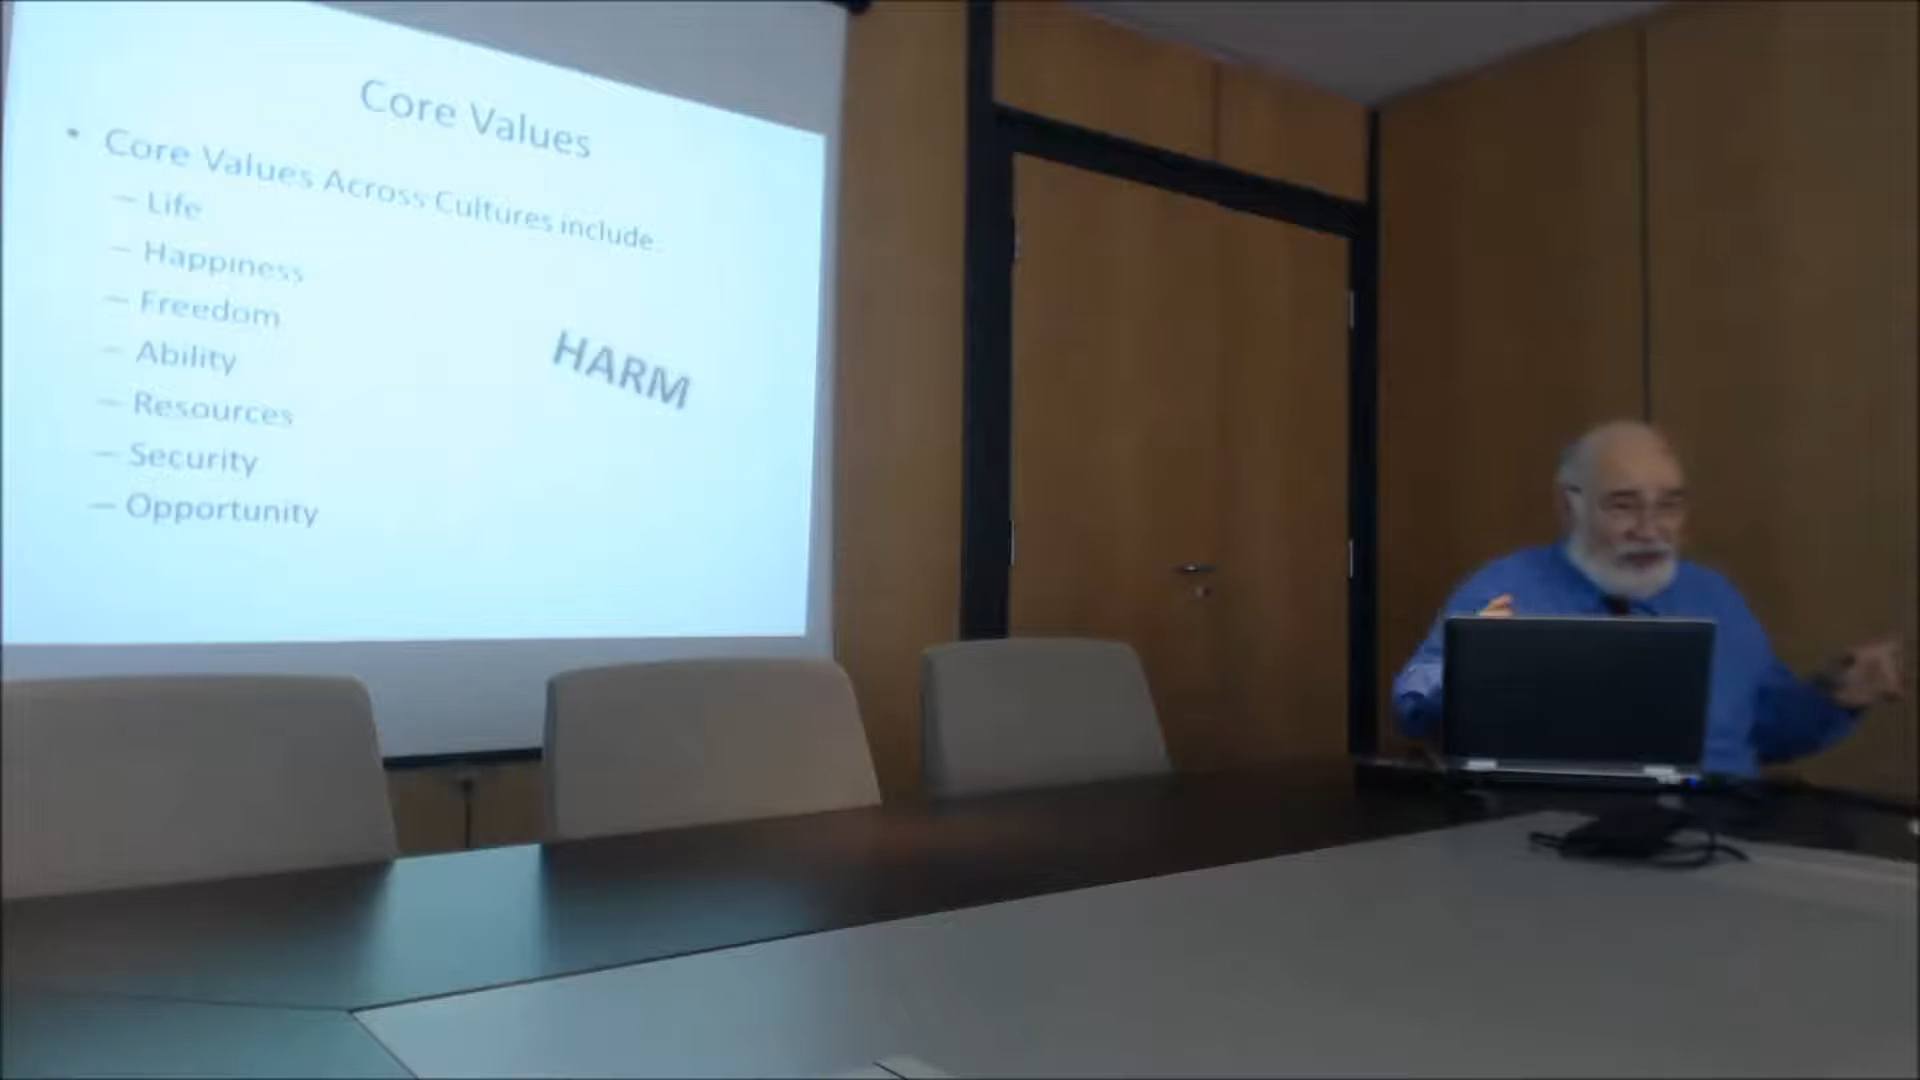 Core Values
• Core Values Across Cultures include
– Life
– Happiness
– Freedom
– Ability
– Resources
– Security
– Opportunity
HARM